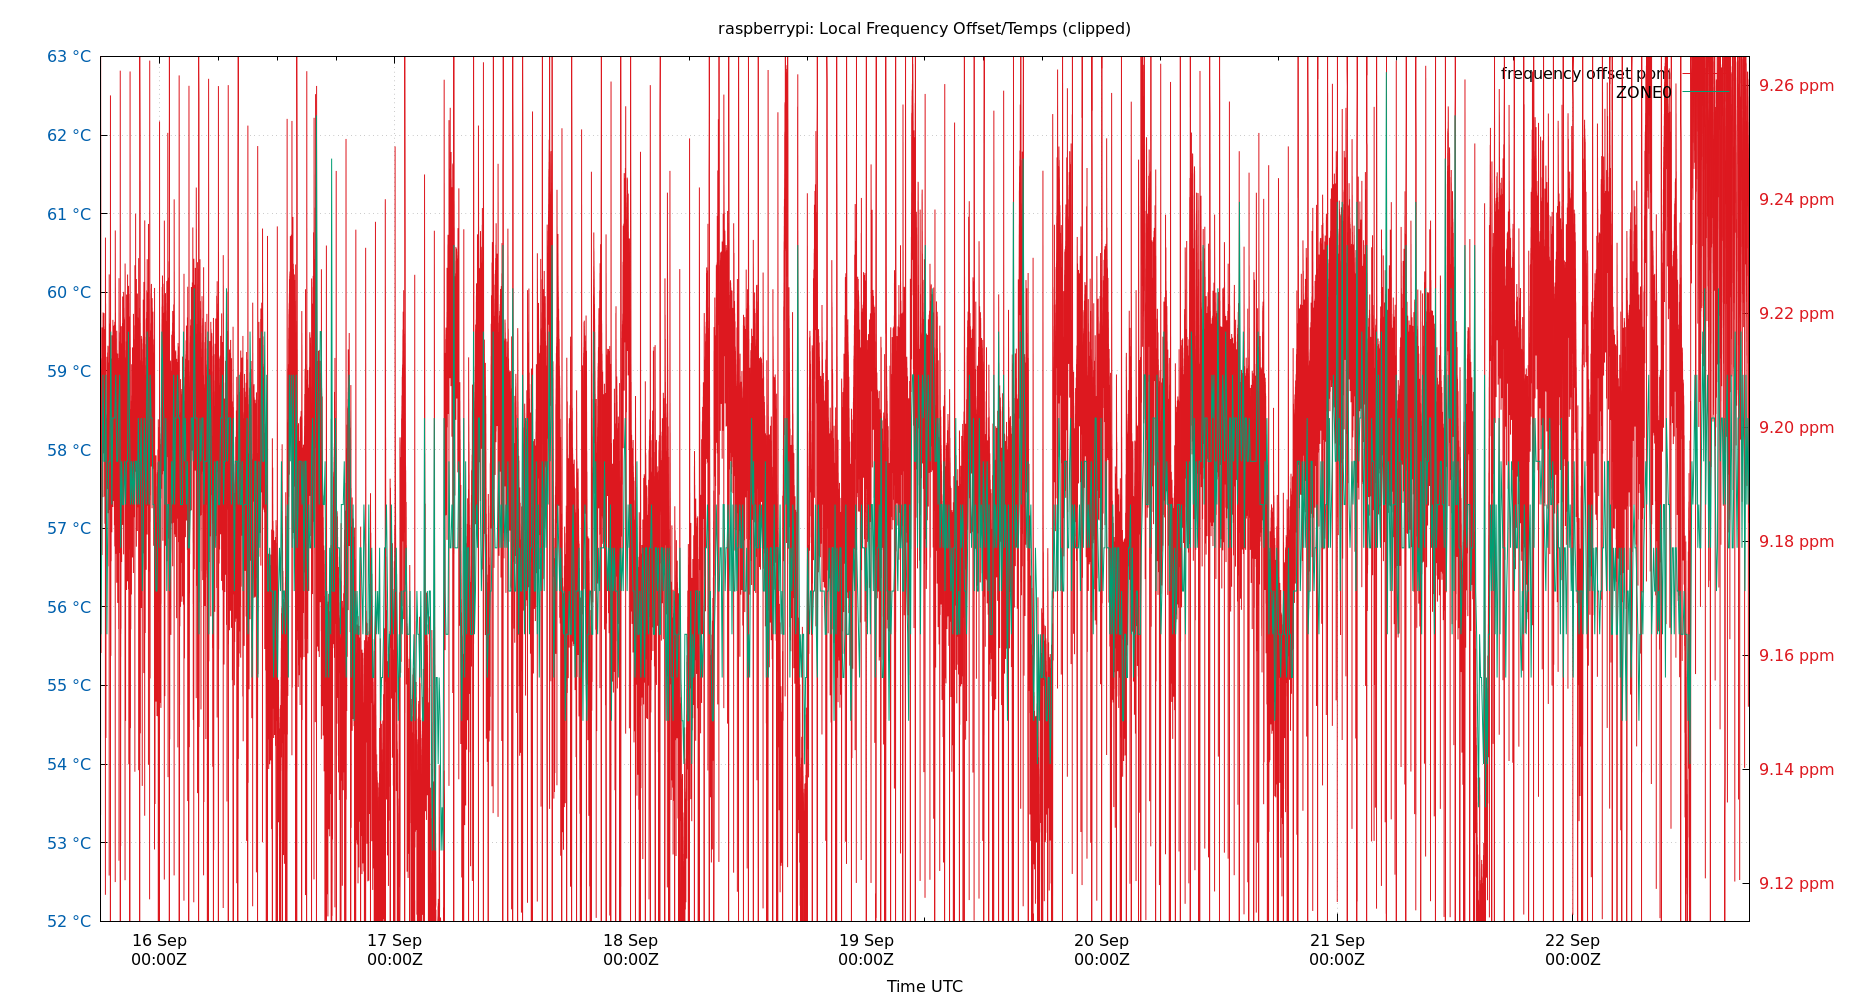 raspberrypi: Local Frequency Offset/Temps (clipped)
63 °C
62 °C
61 °C
60 °C
59 °C
58 °C
57 °C
56 °C
55 °C
54 °C
53 °C
52 °C
frequency offset ppm
ZONE0
9.26 ppm
9.24 ppm
9.22 ppm
9.20 ppm
9.18 ppm
9.16 ppm
9.14 ppm
9.12 ppm
16 Sep
00:00Z
17 Sep
00:00Z
18 Sep
00:00Z
19 Sep
00:00Z
20 Sep
00:00Z
21 Sep
00:00Z
22 Sep
00:00Z
Time UTC